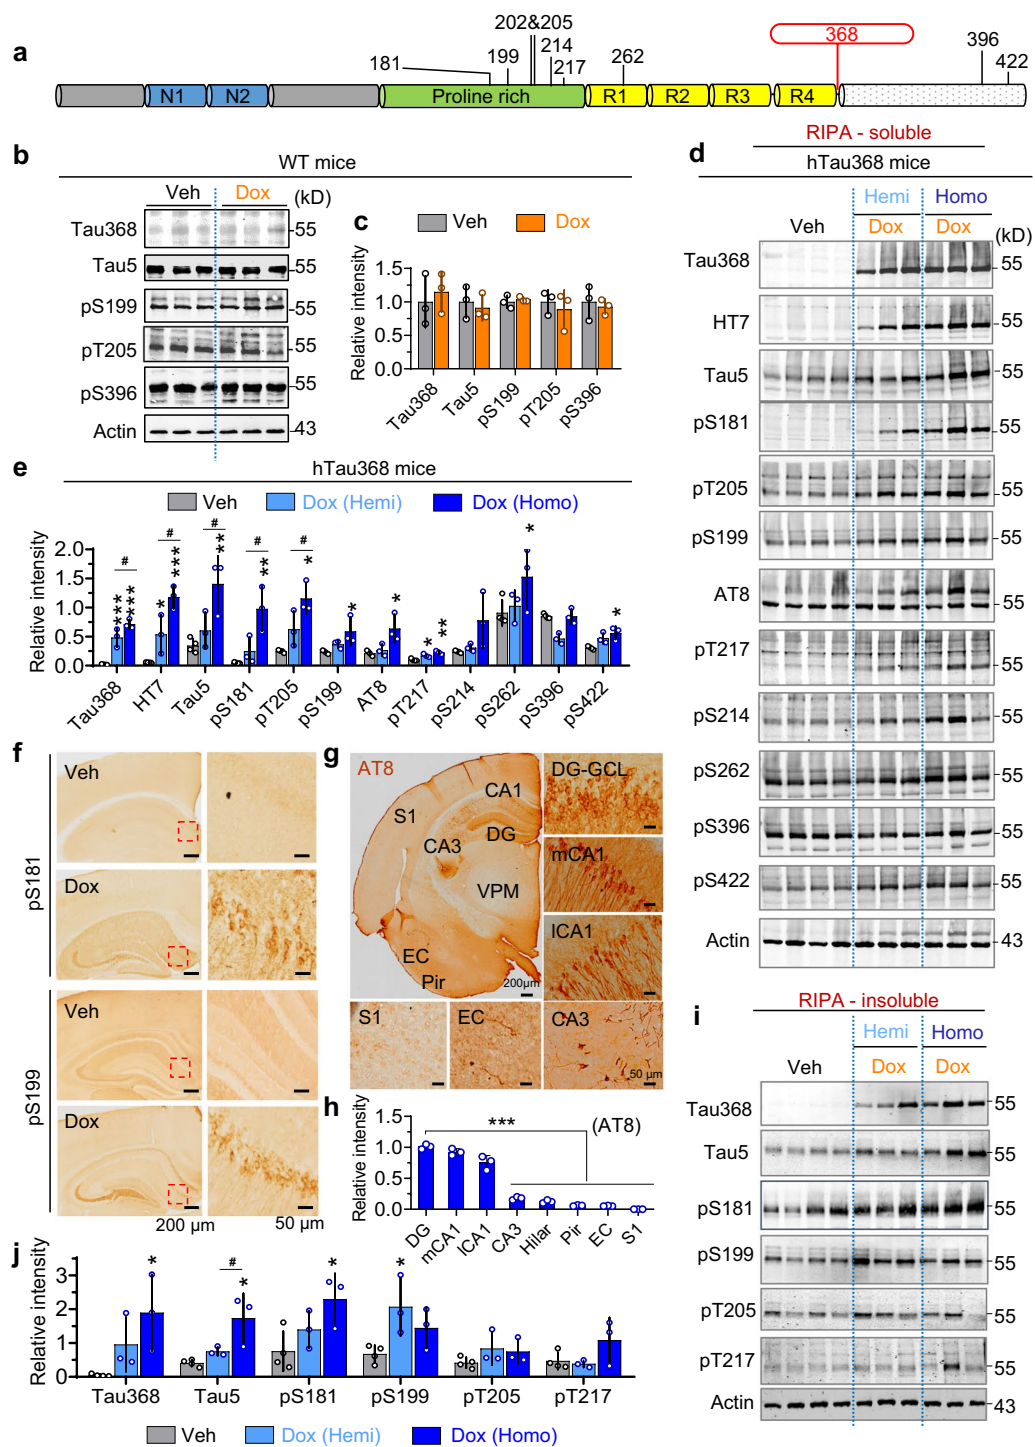 a
202&205
181
199
214
217
262
368
396
422
N1
N2
Proline rich
R1
R2
R3
R4
b
WT mice
Veh
Dox
(kD)
Tau368
55
Tau5
55
pS199
55
pT205
55
pS396
55
Actin
43
c
Veh
Dox
Relative intensity
1.5
1.0
0.5
0
Tau368
Tau5
pS199
pT205
pS396
d
RIPA - soluble
hTau368 mice
Hemi
Homo
Veh
Dox
Dox
(kD)
Tau368
55
HT7
55
Tau5
55
pS181
55
pT205
55
pS199
55
AT8
55
pT217
55
pS214
55
pS262
55
pS396
55
pS422
55
Actin
43
e
hTau368 mice
Veh
Dox (Hemi)
Dox (Homo)
Relative intensity
2.0
1.5
1.0
0.5
0.0
***
***
#
*
***
#
**
#
**
#
*
#
*
*
*
**
*
*
Tau368
HT7
Tau5
pS181
pT205
pS199
AT8
pT217
pS214
pS262
pS396
pS422
f
pS181
Veh
Dox
pS199
Veh
Dox
200 µm
50 µm
g
AT8
S1
CA1
DG
CA3
VPM
EC
Pir
200µm
DG-GCL
mCA1
lCA1
S1
EC
CA3
50 µm
h
Relative intensity
1.5
1.0
0.5
0.0
***
(AT8)
DG
mCA1
lCA1
CA3
Hilar
Pir
EC
S1
i
RIPA - insoluble
Hemi
Homo
Veh
Dox
Dox
Tau368
55
Tau5
55
pS181
55
pS199
55
pT205
55
pT217
55
Actin
43
j
Relative intensity
3
2
1
0
*
#
*
*
*
Tau368
Tau5
pS181
pS199
pT205
pT217
Veh
Dox (Hemi)
Dox (Homo)